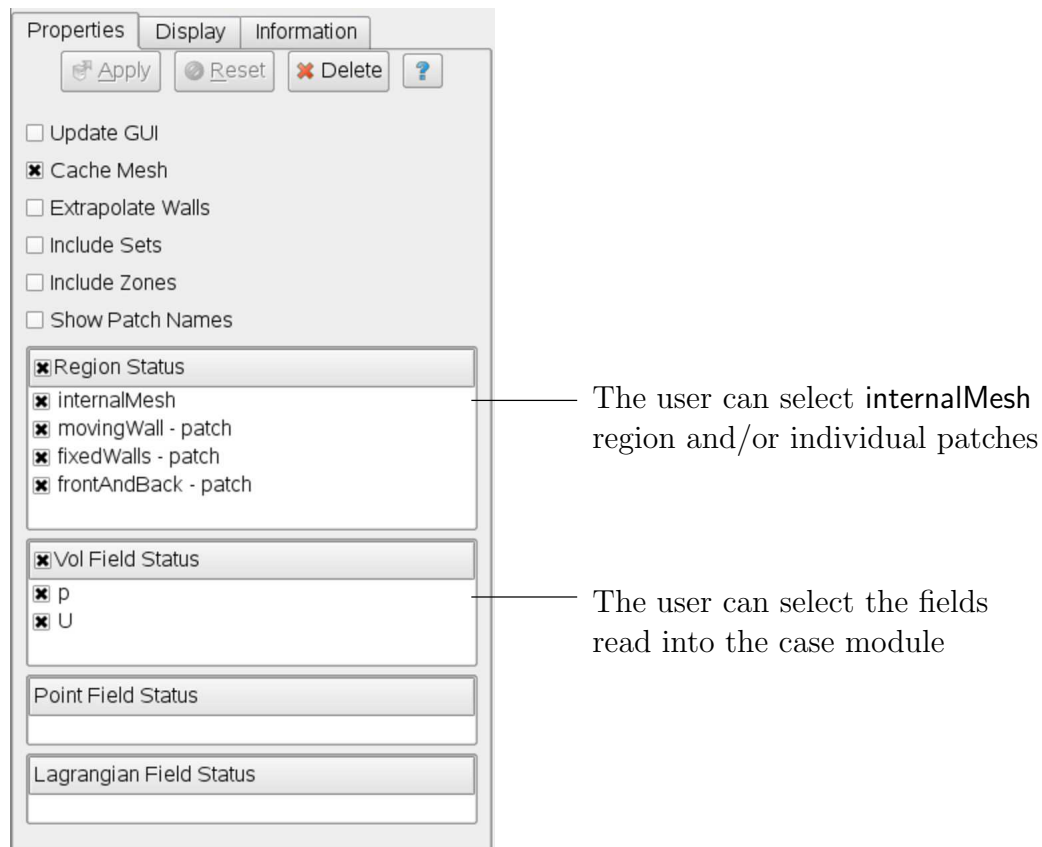 Properties Display Information
Apply Reset Delete ?
Update GUI
Cache Mesh
Extrapolate Walls
Include Sets
Include Zones
Show Patch Names
Region Status
internalMesh
movingWall - patch
fixedWalls - patch
frontAndBack - patch
The user can select internalMesh
region and/or individual patches
Vol Field Status
p
U
The user can select the fields
read into the case module
Point Field Status
Lagrangian Field Status